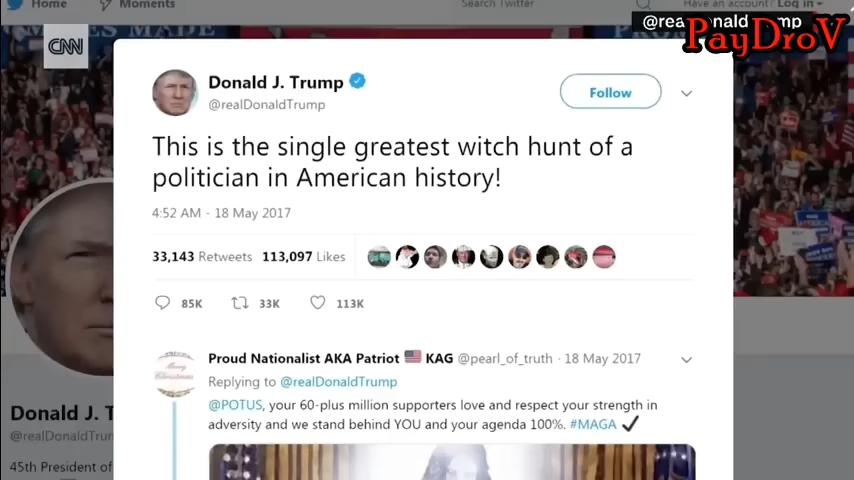 Home
Moments
Search Twitter
Have an account? Log in
CNN
PayDroV
Donald J. Trump
Follow
@realDonaldTrump
This is the single greatest witch hunt of a
politician in American history!
4:52 AM - 18 May 2017
33,143 Retweets 113,097 Likes
85K 33K 113K
Proud Nationalist AKA Patriot KAG @pearl_of_truth · 18 May 2017
Replying to @realDonaldTrump
@POTUS, your 60-plus million supporters love and respect your strength in
adversity and we stand behind YOU and your agenda 100%. #MAGA
Donald J. T
@realDonaldTrun
45th President of